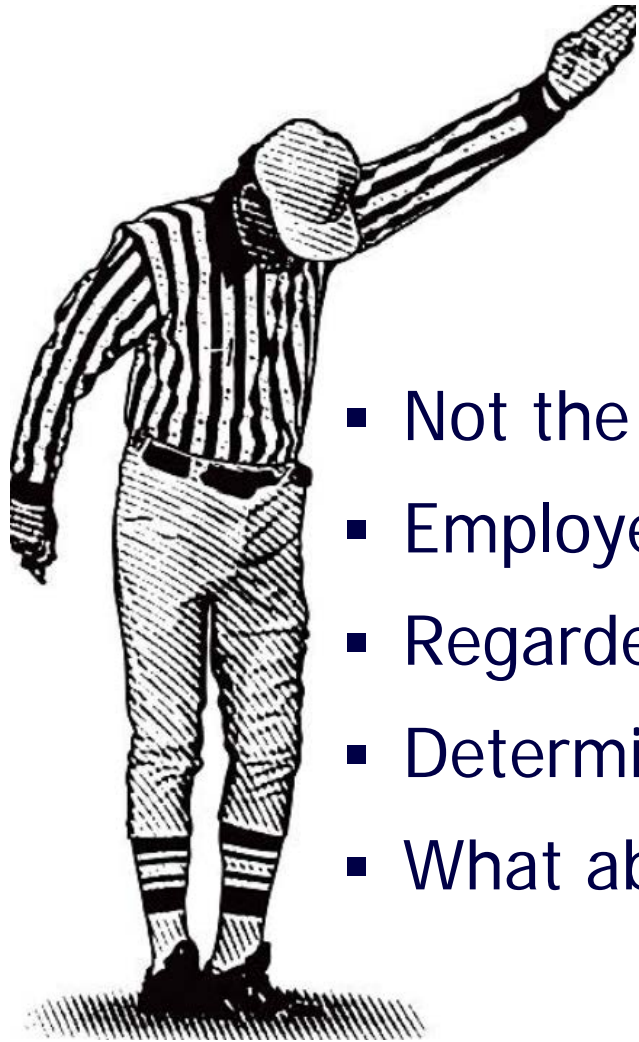 ▪ Not the
▪ Employe
▪ Regarde
▪ Determi
▪ What ab